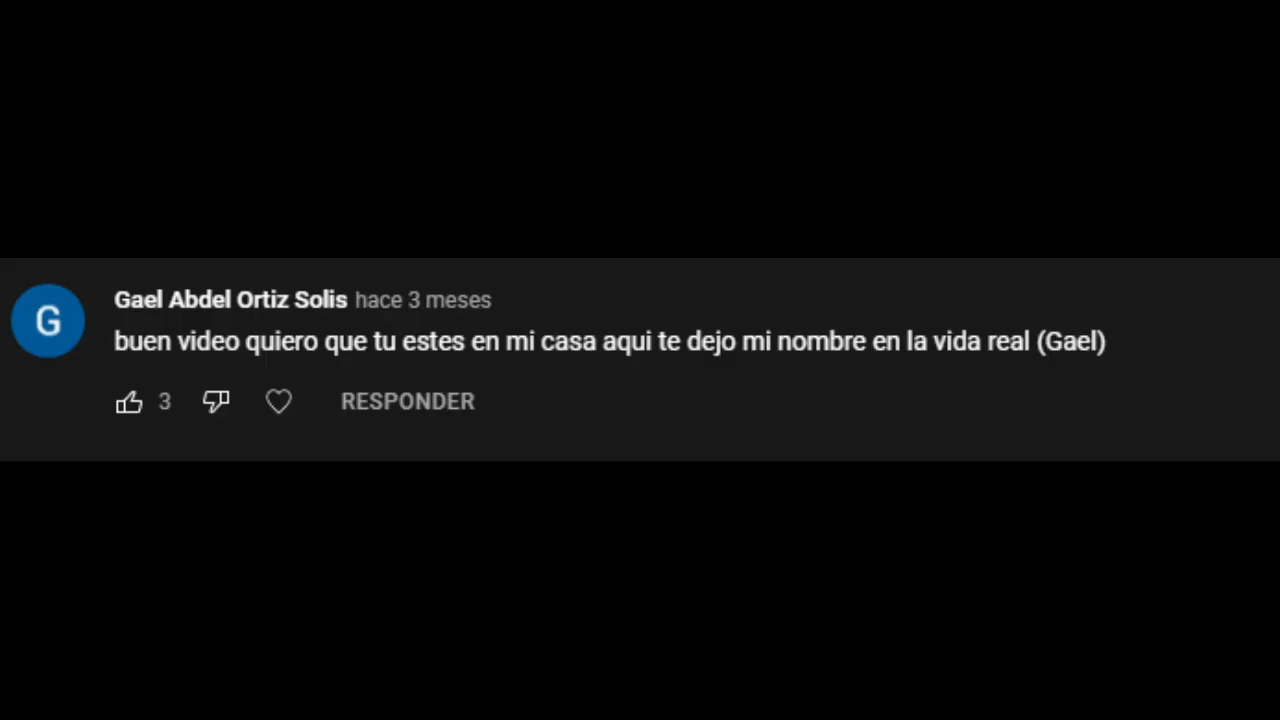 G
Gael Abdel Ortiz Solis hace 3 meses
buen video quiero que tu estes en mi casa aqui te dejo mi nombre en la vida real (Gael)
3 RESPONDER